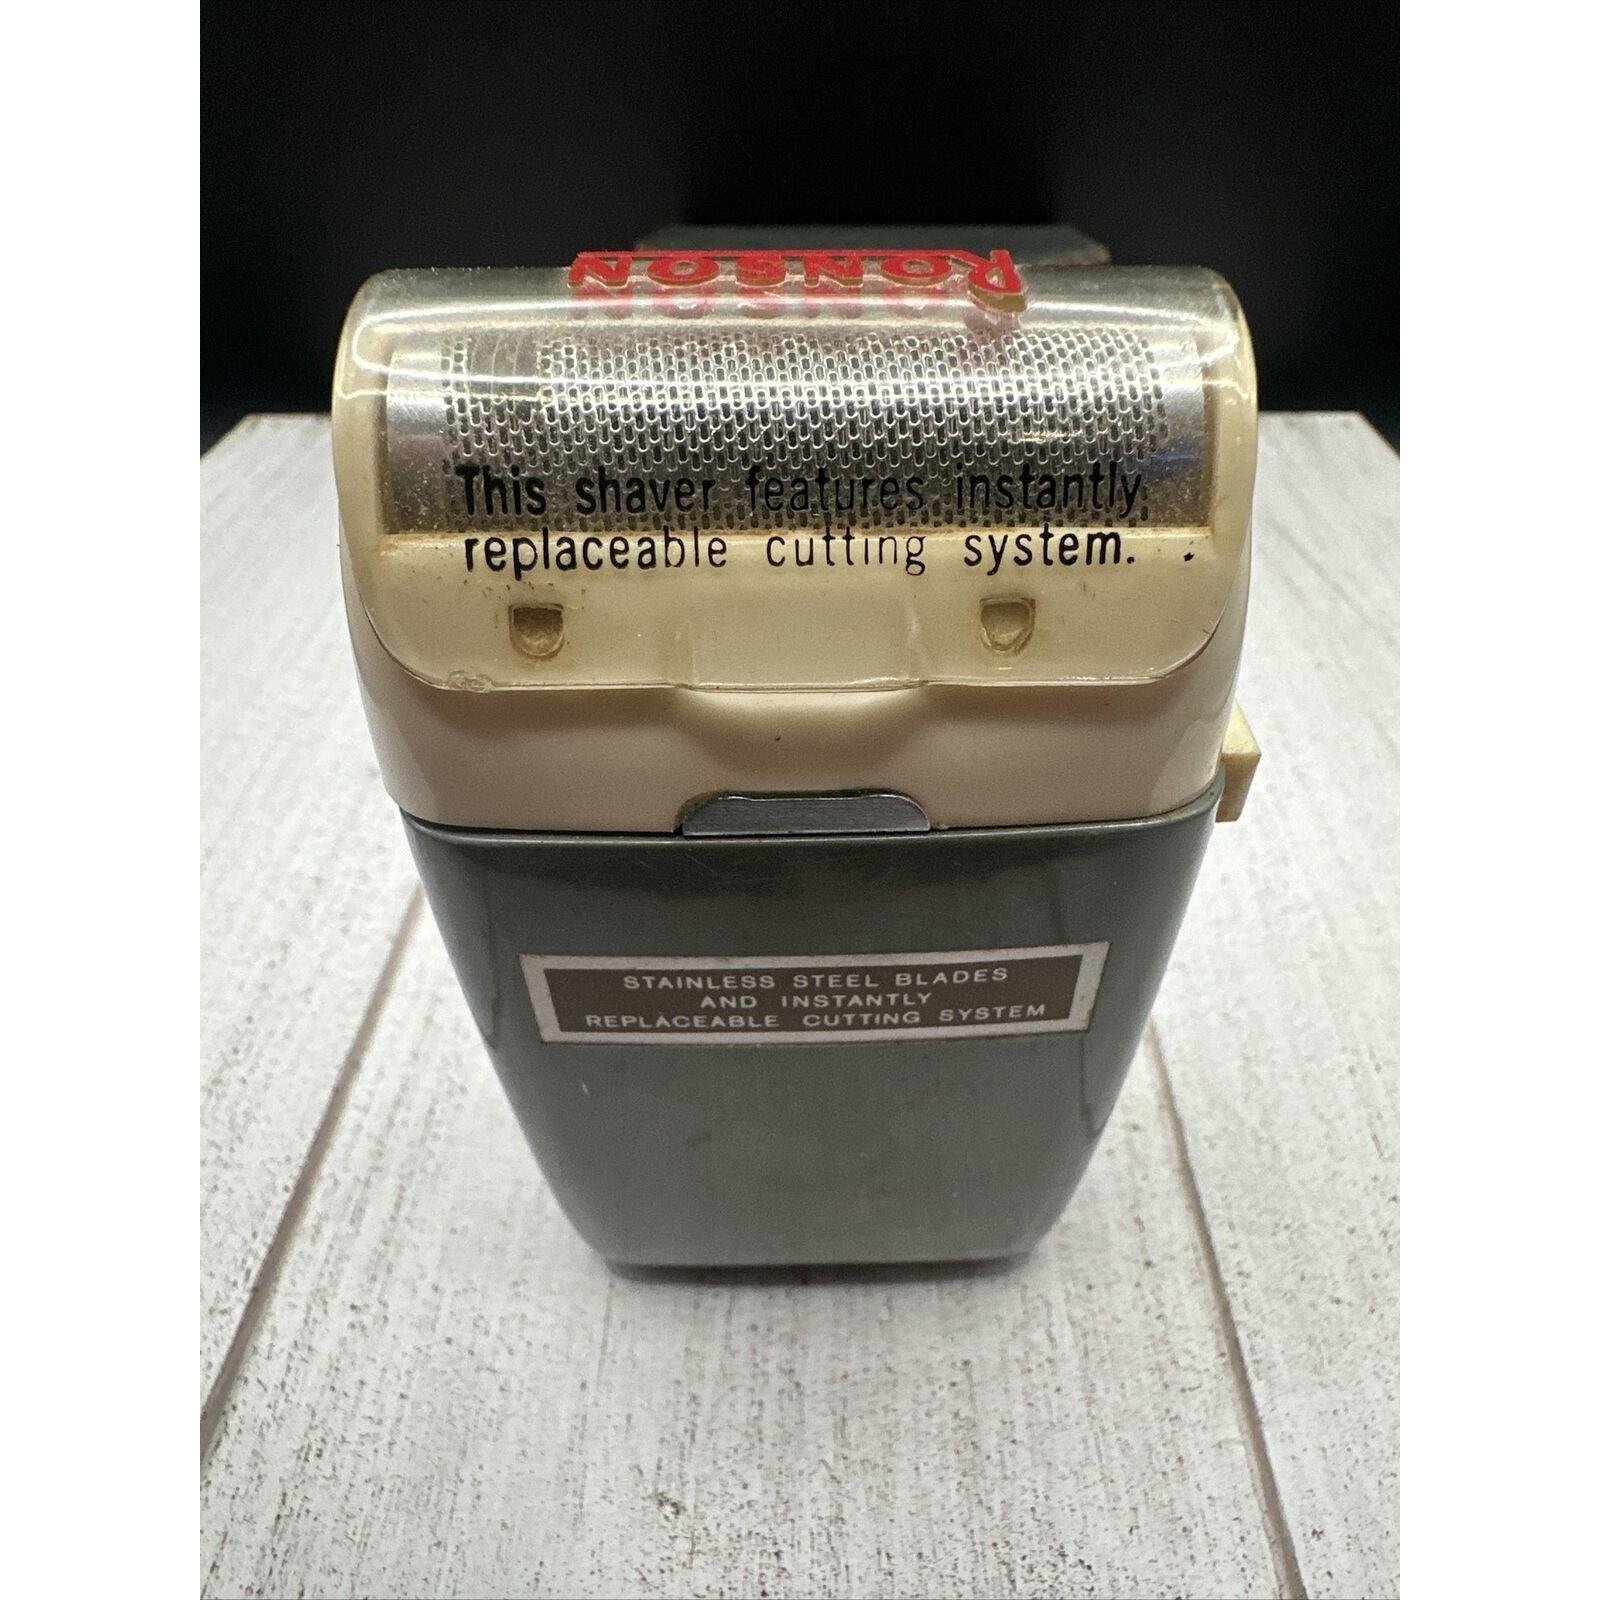 RONSON
This shaver features instantly
replaceable cutting system.
STAINLESS STEEL BLADES
AND INSTANTLY
REPLACEABLE CUTTING SYSTEM